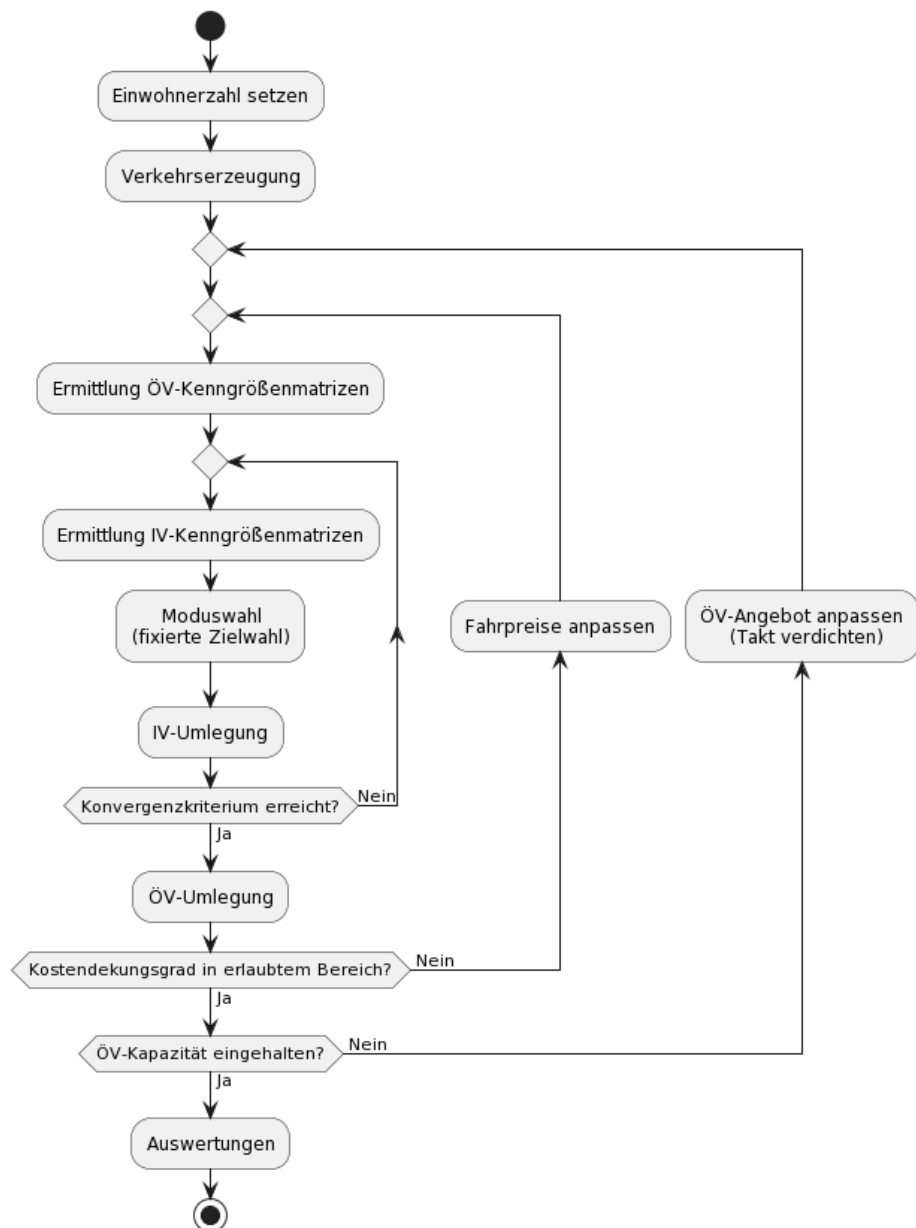 Einwohnerzahl setzen
Verkehrserzeugung
Ermittlung ÖV-Kenngrößenmatrizen
Ermittlung IV-Kenngrößenmatrizen
Moduswahl
(fixierte Zielwahl)
Fahrpreise anpassen
ÖV-Angebot anpassen
(Takt verdichten)
IV-Umlegung
Konvergenzkriterium erreicht?
Nein
Ja
ÖV-Umlegung
Kostendekungsgrad in erlaubtem Bereich?
Nein
Ja
ÖV-Kapazität eingehalten?
Nein
Ja
Auswertungen